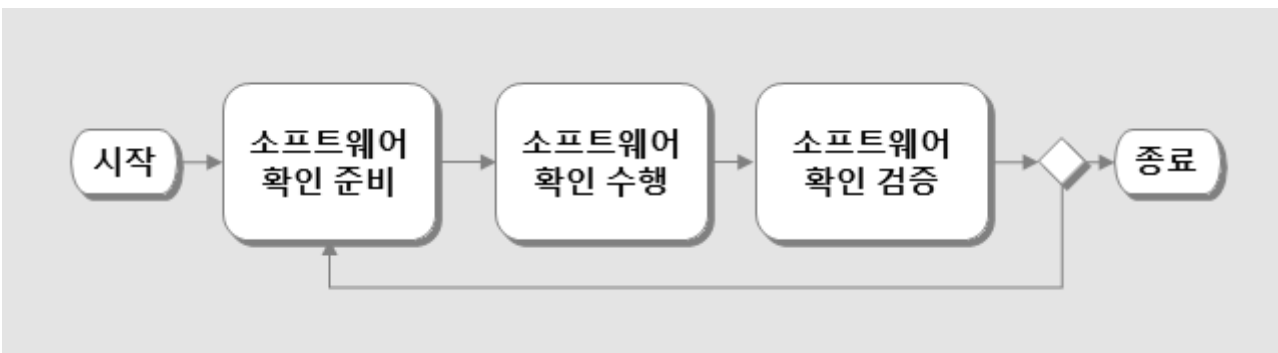 시작
소프트웨어
확인 준비
소프트웨어
확인 수행
소프트웨어
확인 검증
종료